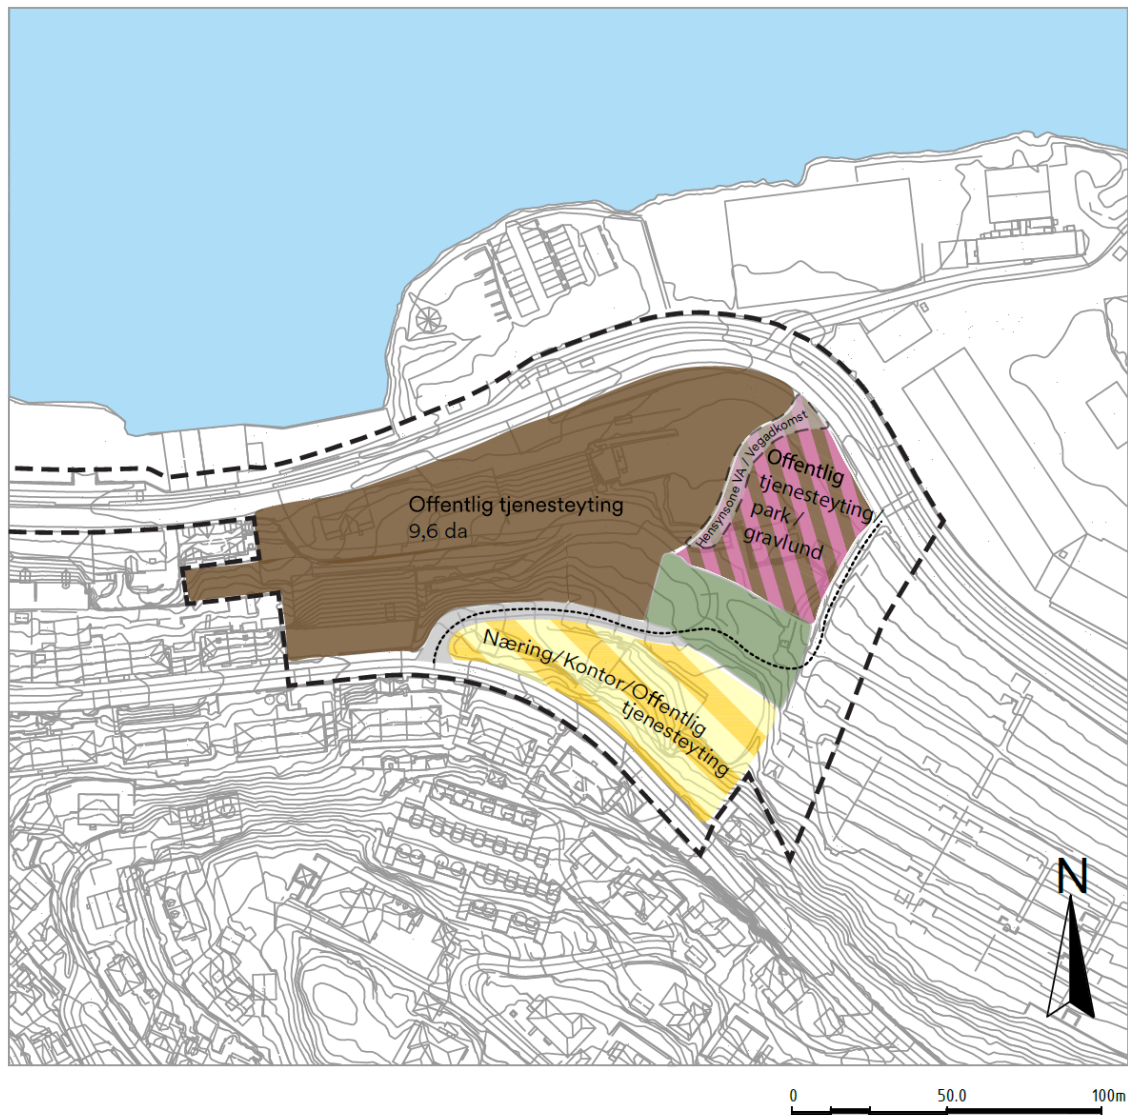 Offentlig tjenesteyting
9,6 da
Hensynsone VA / Vegadkomst
Offentlig
tjenesteyting
park /
gravlund
Næring/Kontor/Offentlig
tjenesteyting
N
0 50.0 100m